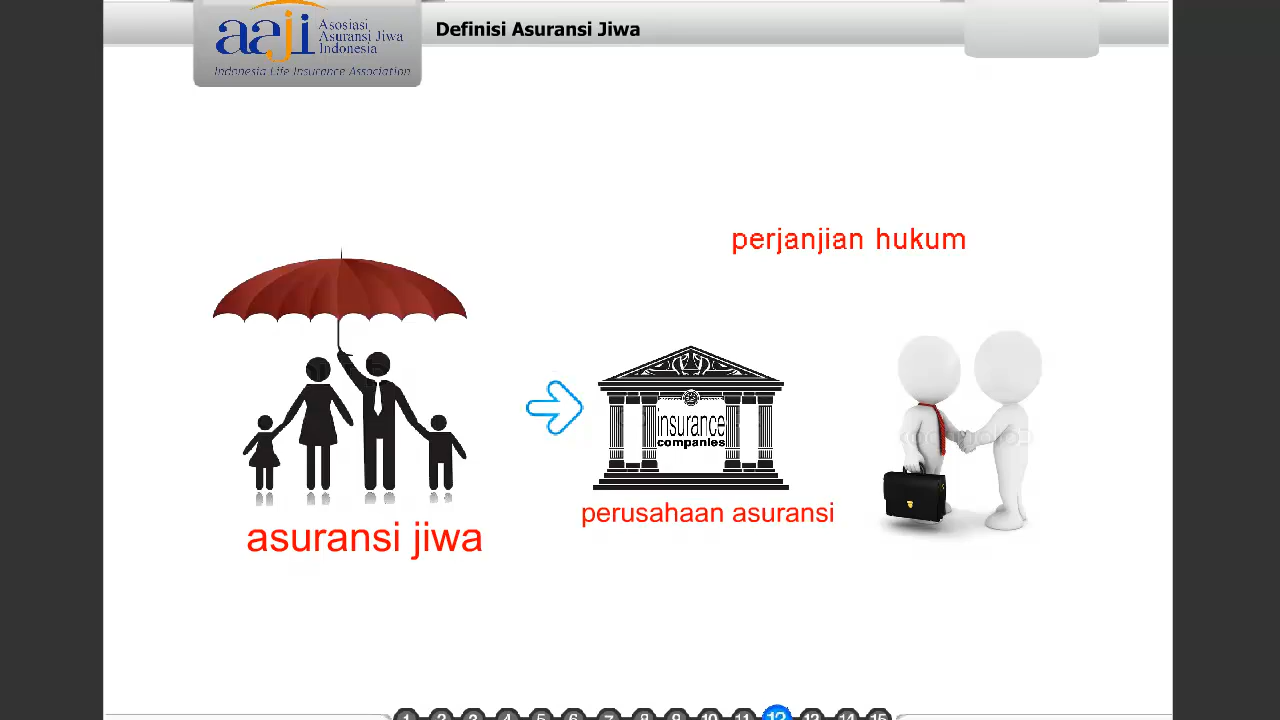 aaji
Asosiasi
Asuransi Jiwa
Indonesia
Indonesia Life Insurance Association
Definisi Asuransi Jiwa
perjanjian hukum
insurance
companies
asuransi jiwa
perusahaan asuransi
1 2 3 4 5 6 7 8 9 10 11 12 13 14 15